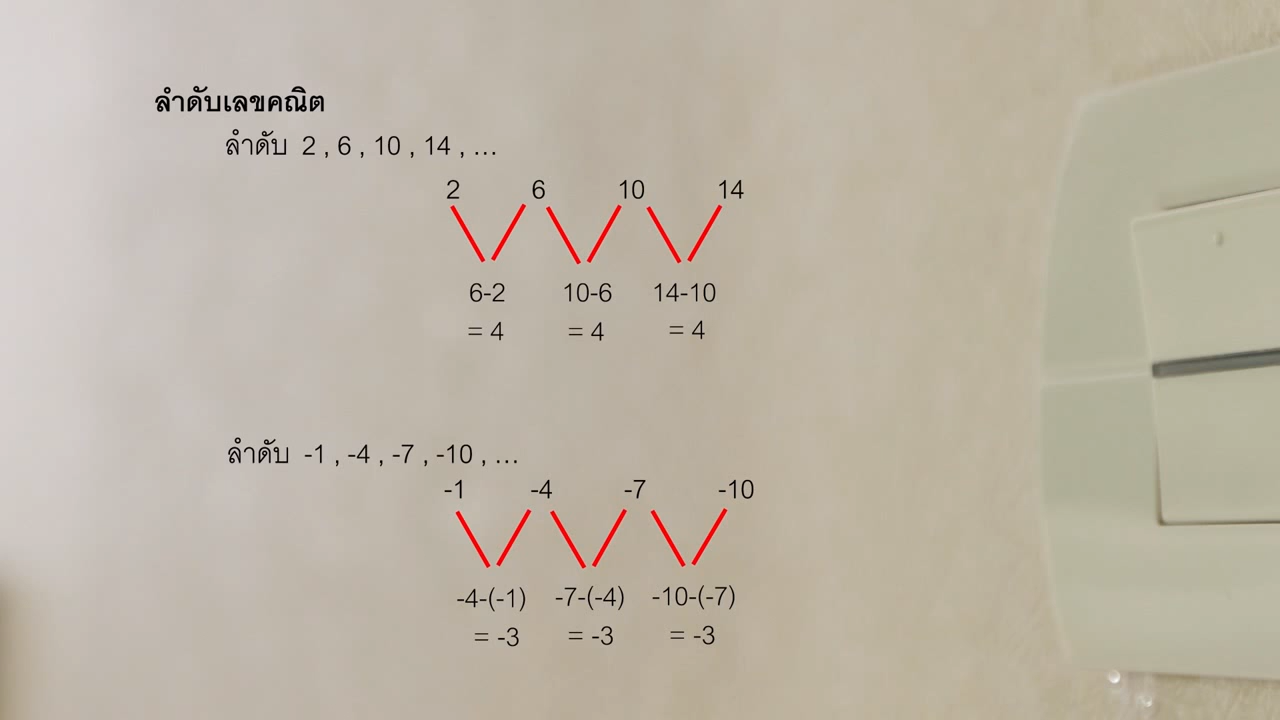 ลำดับเลขคณิต
ลำดับ 2 , 6 , 10 , 14 , ...
2 6 10 14
6-2 10-6 14-10
= 4 = 4 = 4
ลำดับ -1 , -4 , -7 , -10 , ...
-1 -4 -7 -10
-4-(-1) -7-(-4) -10-(-7)
= -3 = -3 = -3